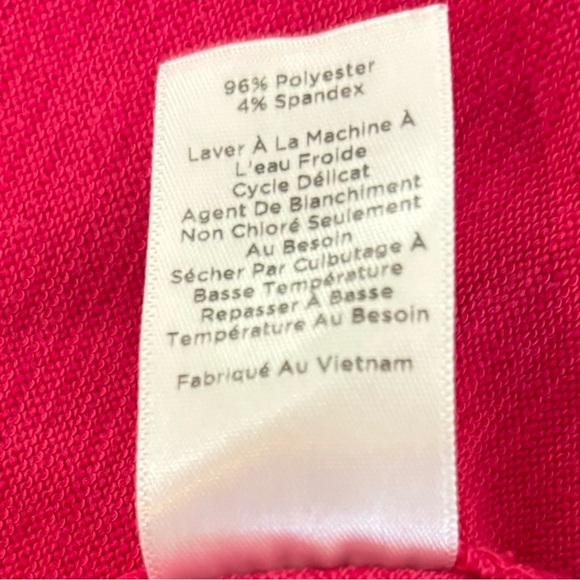 96% Polyester
4% Spandex
Laver À La Machine À
L'eau Froide
Cycle Délicat
Agent De Blanchiment
Non Chloré Seulement
Au Besoin
Sécher Par Culbutage À
Basse Température
Repasser À Basse
Température Au Besoin
Fabriqué Au Vietnam